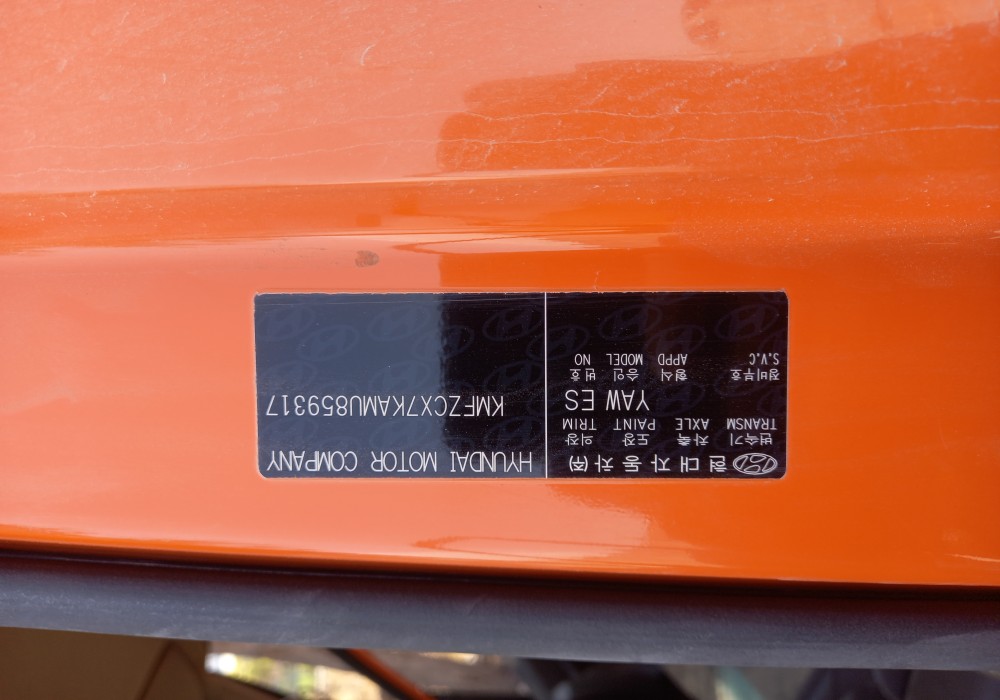 현대자동차(주) HYUNDAI MOTOR COMPANY
변속기 차축 도장 의장
TRANSM AXLE PAINT TRIM
YAW ES KMFZCX7KAMU859317
정비부호 형식 승인 번호
S.V.C APPD MODEL NO